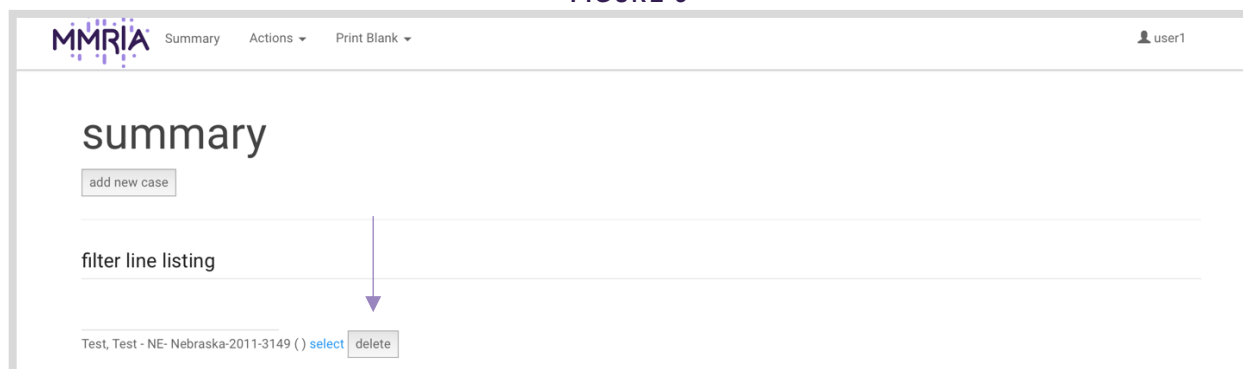 MMRIA Summary Actions Print Blank user1
summary
add new case
filter line listing
Test, Test - NE- Nebraska-2011-3149 ( ) select delete